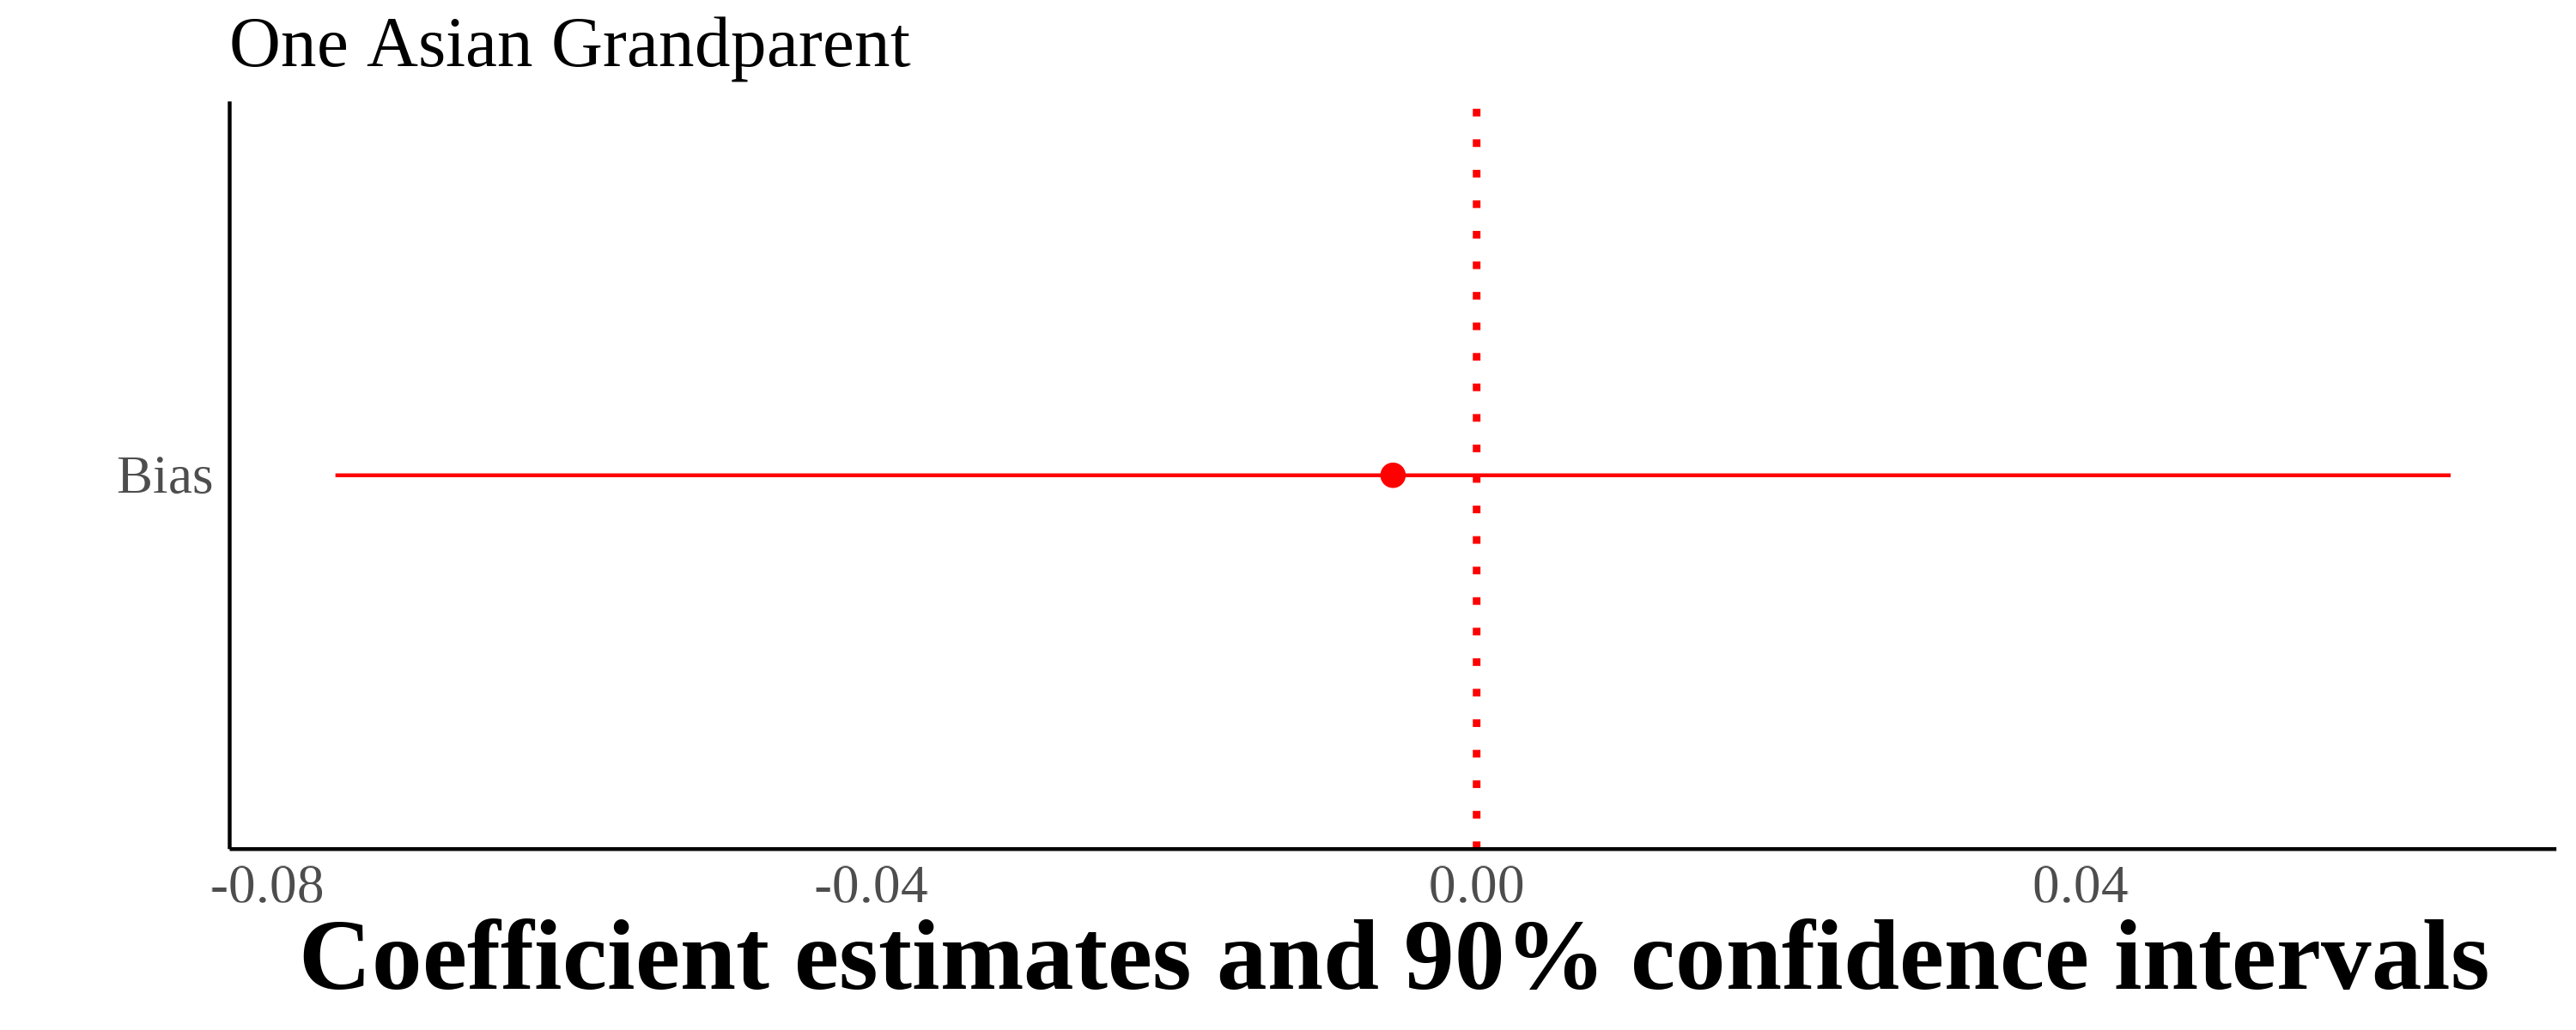 One Asian Grandparent
Bias
-0.08 -0.04 0.00 0.04
Coefficient estimates and 90% confidence intervals